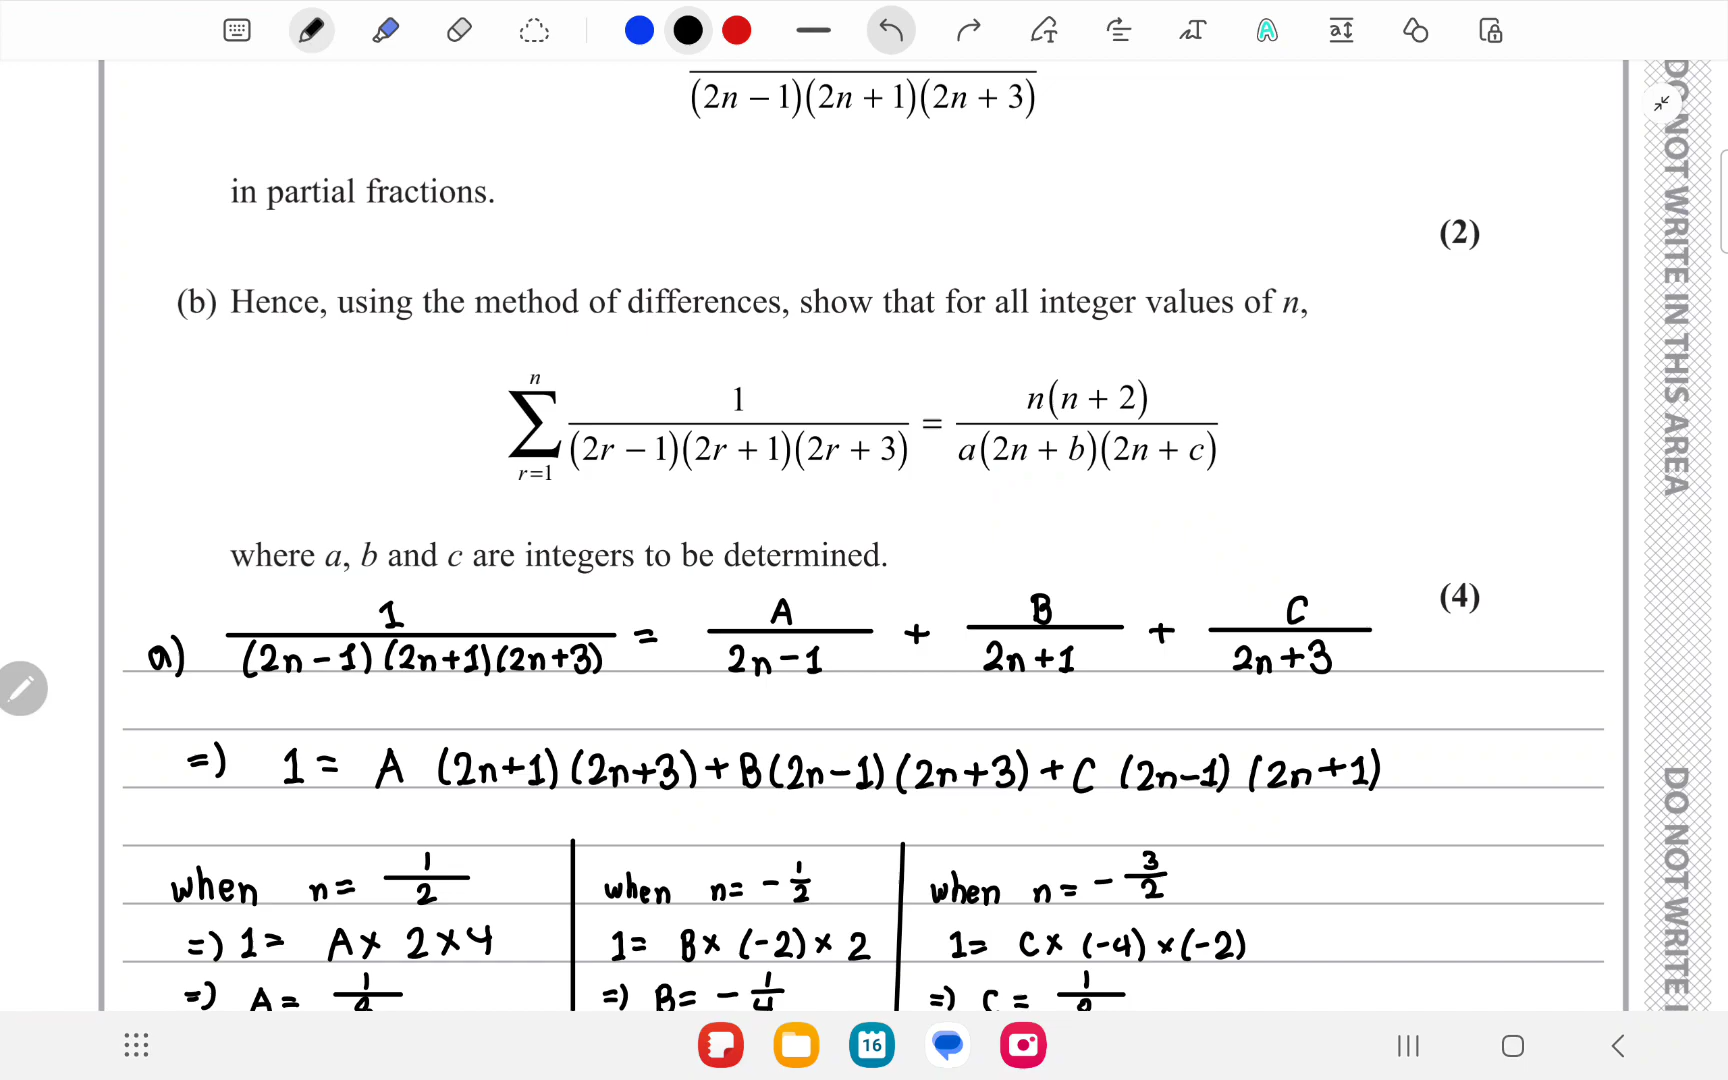 (2n − 1)(2n + 1)(2n + 3)
in partial fractions.
(2)
(b) Hence, using the method of differences, show that for all integer values of n,
n
∑ 1/((2r − 1)(2r + 1)(2r + 3)) = n(n + 2)/(a(2n + b)(2n + c))
r=1
where a, b and c are integers to be determined.
(4)
a) 1/((2n-1)(2n+1)(2n+3)) = A/(2n-1) + B/(2n+1) + C/(2n+3)
=) 1 = A (2n+1)(2n+3) + B(2n-1)(2n+3) + C (2n-1)(2n+1)
when n= 1/2
=) 1= A× 2×4
=) A=
when n= - 1/2
1= B× (-2)× 2
=) B= - 1/4
when n= - 3/2
1= C× (-4)×(-2)
=) C =
DO NOT WRITE IN THIS AREA
DO NOT WRITE I
16